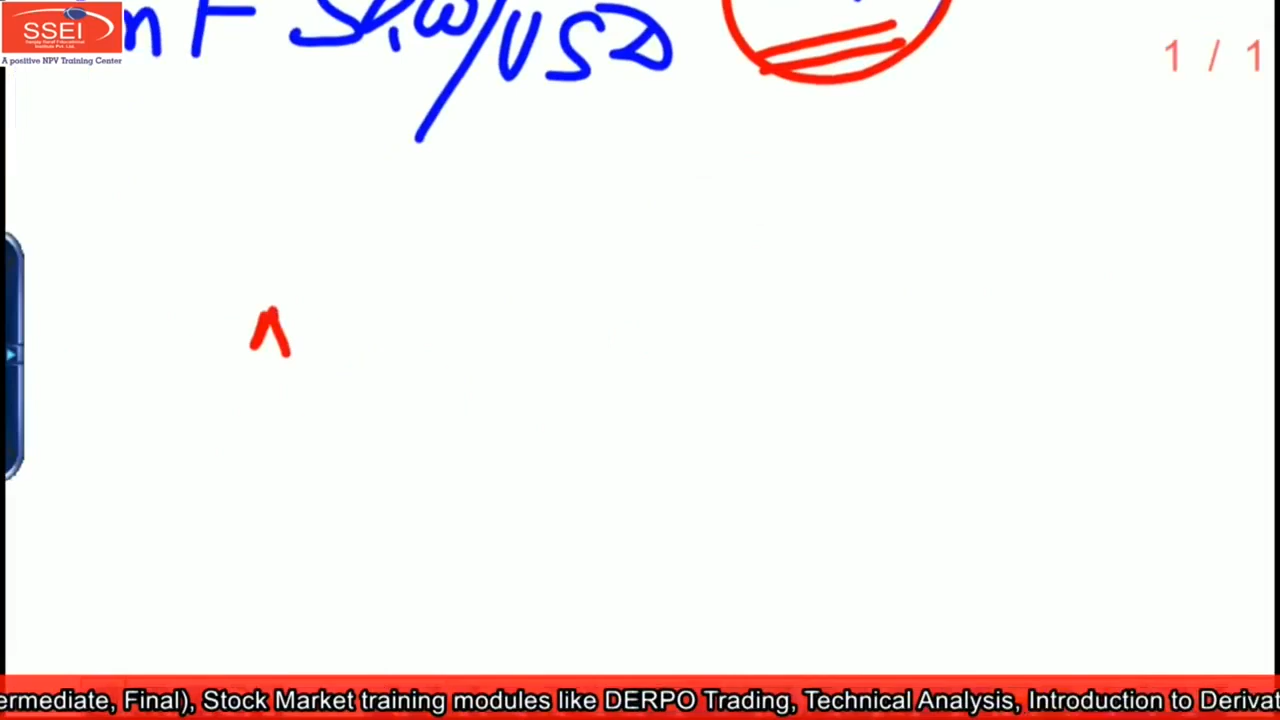 SSEI
A positive NPV Training Center
1 / 1
/USD
ermediate, Final), Stock Market training modules like DERPO Trading, Technical Analysis, Introduction to Derivat